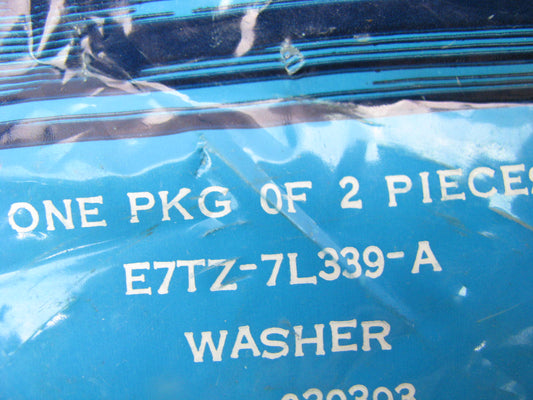 ONE PKG OF 2 PIECES
E7TZ-7L339-A
WASHER